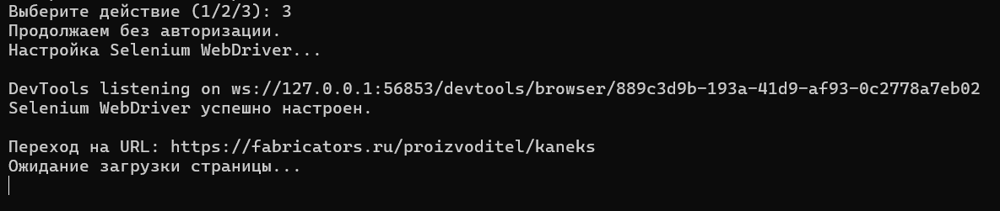 Выберите действие (1/2/3): 3
Продолжаем без авторизации.
Настройка Selenium WebDriver...
DevTools listening on ws://127.0.0.1:56853/devtools/browser/889c3d9b-193a-41d9-af93-0c2778a7eb02
Selenium WebDriver успешно настроен.
Переход на URL: https://fabricators.ru/proizvoditel/kaneks
Ожидание загрузки страницы...